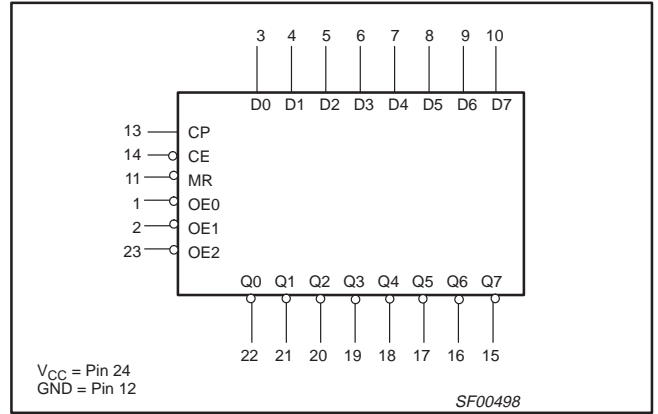 3 4 5 6 7 8 9 10
D0 D1 D2 D3 D4 D5 D6 D7
13 CP
14 CE
11 MR
1 OE0
2 OE1
23 OE2
Q0 Q1 Q2 Q3 Q4 Q5 Q6 Q7
22 21 20 19 18 17 16 15
VCC = Pin 24
GND = Pin 12
SF00498